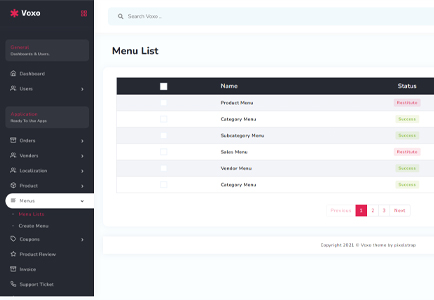 Voxo
Search Voxo ...
General
Dashboards & Users.
Dashboard
Users
Application
Ready To Use Apps
Orders
Vendors
Localization
Product
Menus
Menu Lists
Create Menu
Coupons
Product Review
Invoice
Support Ticket
Menu List
Name Status
Product Menu Restitute
Category Menu Success
Subcategory Menu Success
Sales Menu Restitute
Vendor Menu Success
Category Menu Success
Previous 1 2 3 Next
Copyright 2021 © Voxo theme by pixelstrap